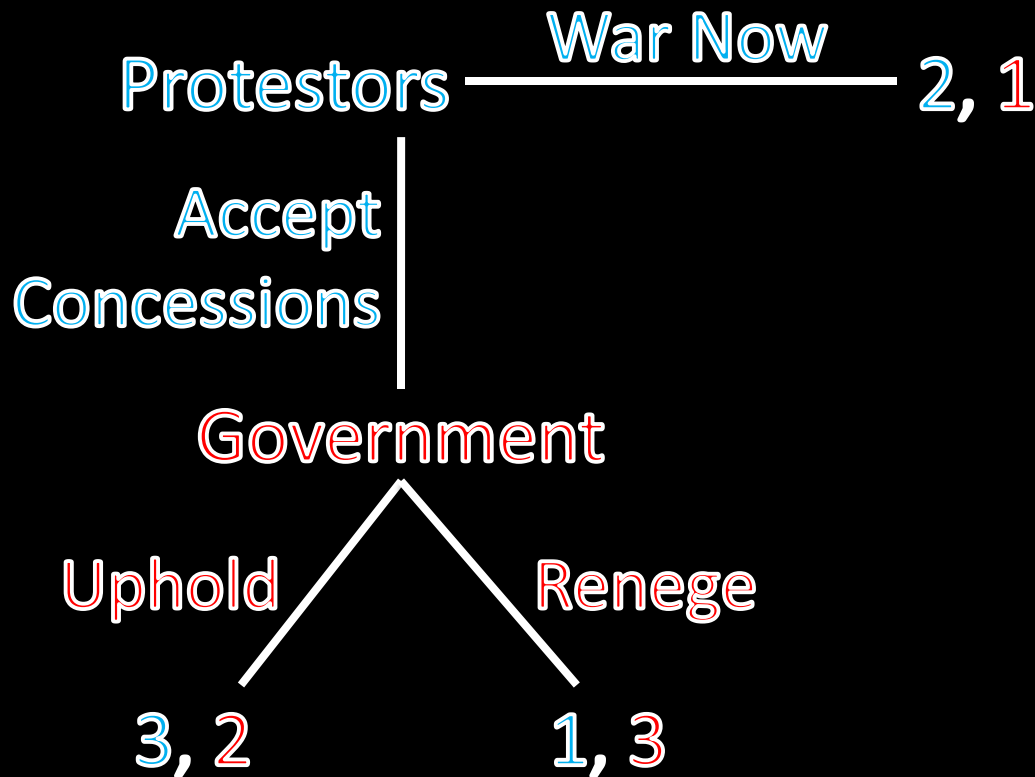 War Now
Protestors
2, 1
Accept
Concessions
Government
Uphold
Renege
3, 2
1, 3